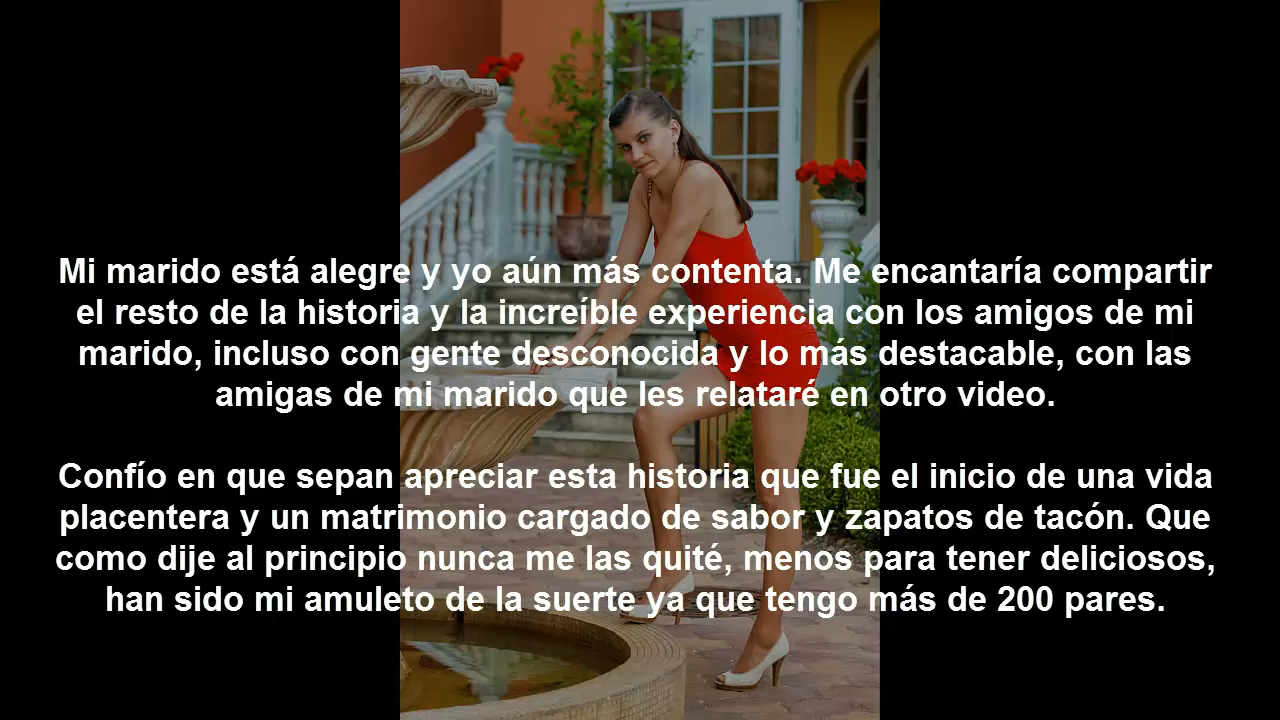 Mi marido está alegre y yo aún más contenta. Me encantaría compartir
el resto de la historia y la increíble experiencia con los amigos de mi
marido, incluso con gente desconocida y lo más destacable, con las
amigas de mi marido que les relataré en otro video.
Confío en que sepan apreciar esta historia que fue el inicio de una vida
placentera y un matrimonio cargado de sabor y zapatos de tacón. Que
como dije al principio nunca me las quité, menos para tener deliciosos,
han sido mi amuleto de la suerte ya que tengo más de 200 pares.